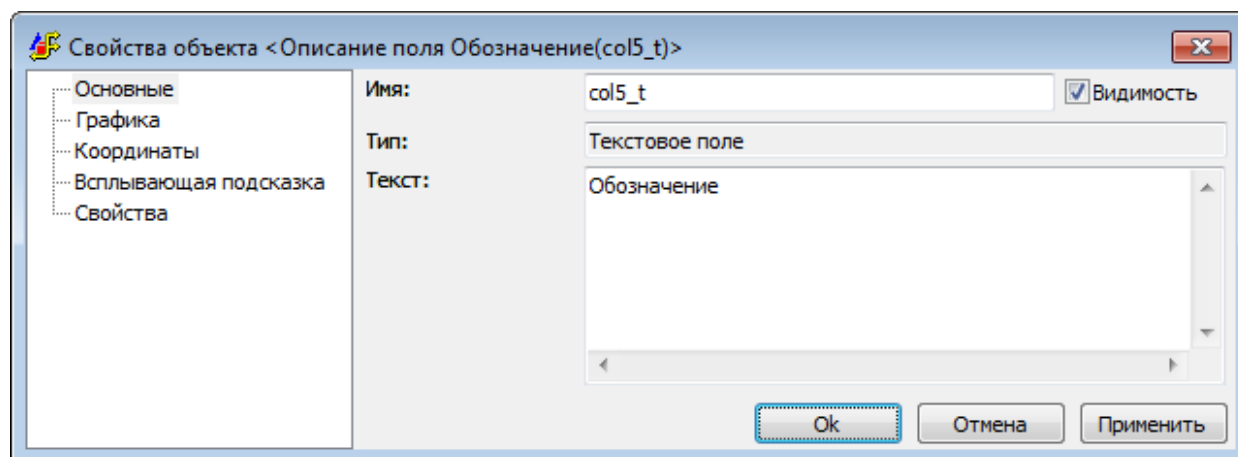 Свойства объекта <Описание поля Обозначение(col5_t)>
Основные
Графика
Координаты
Всплывающая подсказка
Свойства
Имя: col5_t Видимость
Тип: Текстовое поле
Текст: Обозначение
Ok Отмена Применить